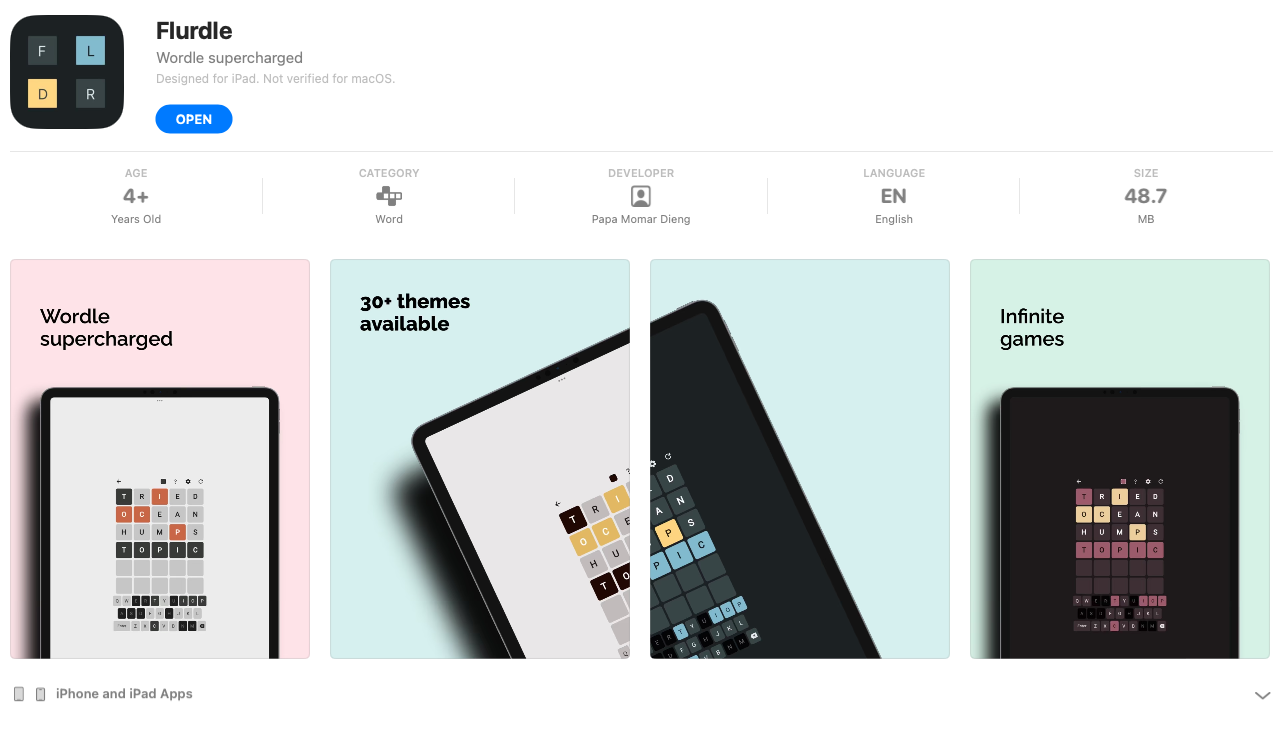 F L
D R
Flurdle
Wordle supercharged
Designed for iPad. Not verified for macOS.
OPEN
AGE
4+
Years Old
CATEGORY
Word
DEVELOPER
Papa Momar Dieng
LANGUAGE
EN
English
SIZE
48.7
MB
Wordle
supercharged
T R I E D
O C E A N
H U M P S
T O P I C
Q W E R T Y U I O P
A S D F G H J K L
Enter Z X C V B N M
30+ themes
available
T R I
O C E
H U
T O
Q
D
A N
P S
P I C
E R T Y U I O P
D F G H J K L
C V B N M
Infinite
games
T R I E D
O C E A N
H U M P S
T O P I C
Q W E R T Y U I O P
A S D F G H J K L
Enter Z X C V B N M
iPhone and iPad Apps